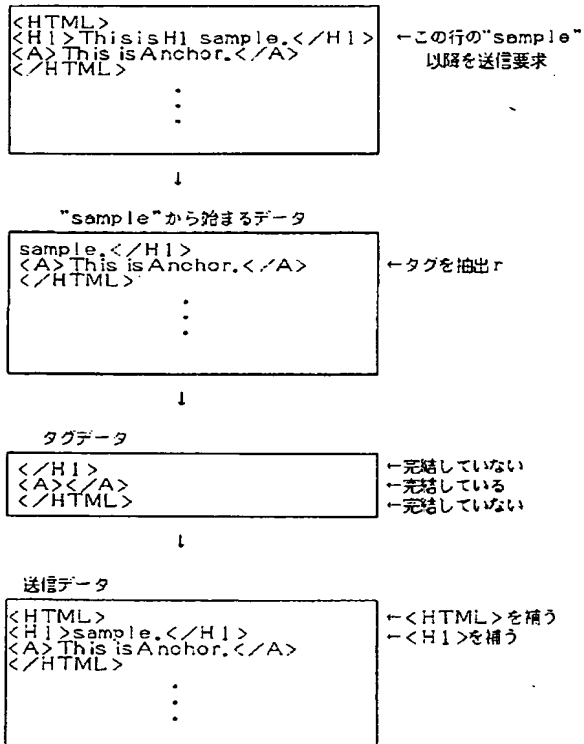 <HTML>
<H1>This is H1 sample.</H1> ←この行の"sample"
以降を送信要求
<A>This is Anchor.</A>
</HTML>
↓
"sample"から始まるデータ
sample.</H1>
<A>This is Anchor.</A> ←タグを抽出r
</HTML>
↓
タグデータ
</H1> ←完結していない
<A></A> ←完結している
</HTML> ←完結していない
↓
送信データ
<HTML> ←<HTML>を補う
<H1>sample.</H1> ←<H1>を補う
<A>This is Anchor.</A>
</HTML>